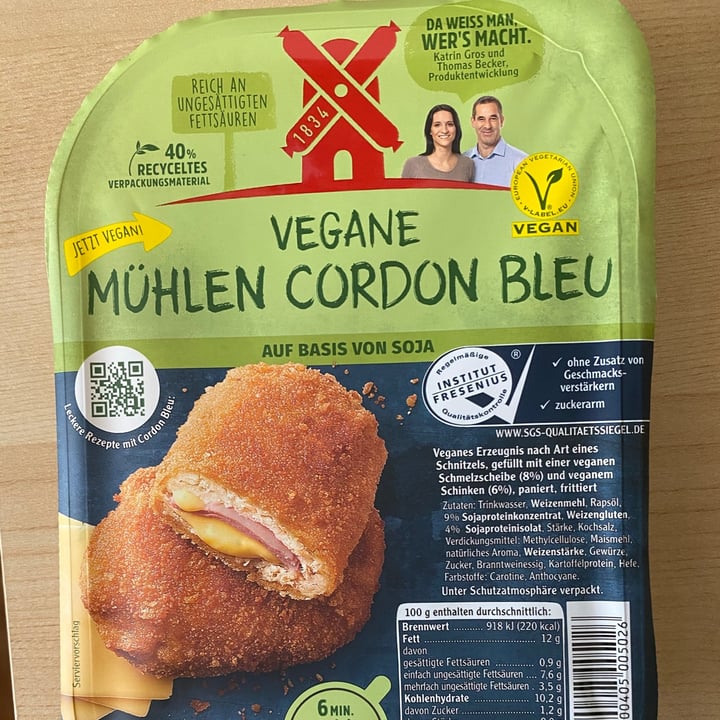 DA WEISS MAN,
WER'S MACHT.
Katrin Gros und
Thomas Becker,
Produktentwicklung
REICH AN
UNGESÄTTIGTEN
FETTSÄUREN
1834
40%
RECYCELTES
VERPACKUNGSMATERIAL
EUROPEAN VEGETARIAN UNION
V-LABEL.EU
VEGAN
JETZT VEGAN!
VEGANE
MÜHLEN CORDON BLEU
AUF BASIS VON SOJA
Leckere Rezepte mit Cordon Bleu:
Regelmäßige
INSTITUT
FRESENIUS
Qualitätskontrolle
®
✓ ohne Zusatz von
Geschmacks-
verstärkern
✓ zuckerarm
WWW.SGS-QUALITAETSSIEGEL.DE
Veganes Erzeugnis nach Art eines
Schnitzels, gefüllt mit einer veganen
Schmelzscheibe (8%) und veganem
Schinken (6%), paniert, frittiert
Zutaten: Trinkwasser, Weizenmehl, Rapsöl,
9% Sojaproteinkonzentrat, Weizengluten,
4% Sojaproteinisolat, Stärke, Kochsalz,
Verdickungsmittel: Methylcellulose, Maismehl,
natürliches Aroma, Weizenstärke, Gewürze,
Zucker, Branntweinessig, Kartoffelprotein, Hefe,
Farbstoffe: Carotine, Anthocyane.
Unter Schutzatmosphäre verpackt.
100 g enthalten durchschnittlich:
Brennwert ........... 918 kJ (220 kcal)
Fett ........... 12 g
davon
gesättigte Fettsäuren ........... 0,9 g
einfach ungesättigte Fettsäuren .... 7,6 g
mehrfach ungesättigte Fettsäuren . 3,5 g
Kohlenhydrate ........... 10,2 g
davon Zucker ........... 1,2 g
00405 005026
Serviervorschlag
6 MIN.